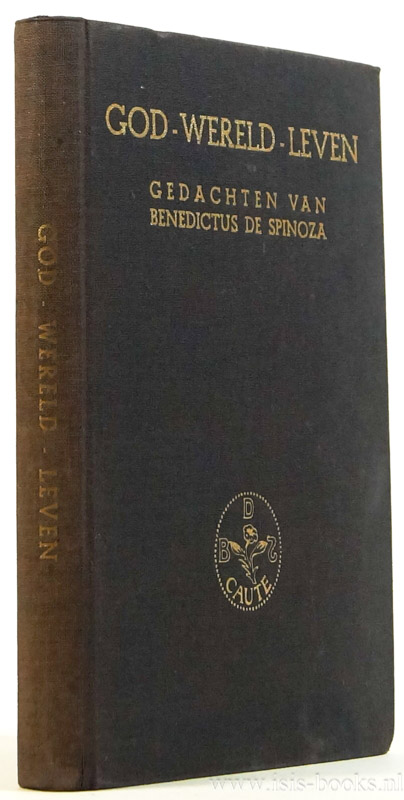 GOD - WERELD - LEVEN
GEDACHTEN VAN
BENEDICTUS DE SPINOZA
GOD - WERELD - LEVEN
D
B S
CAUTE
www.isis-books.nl